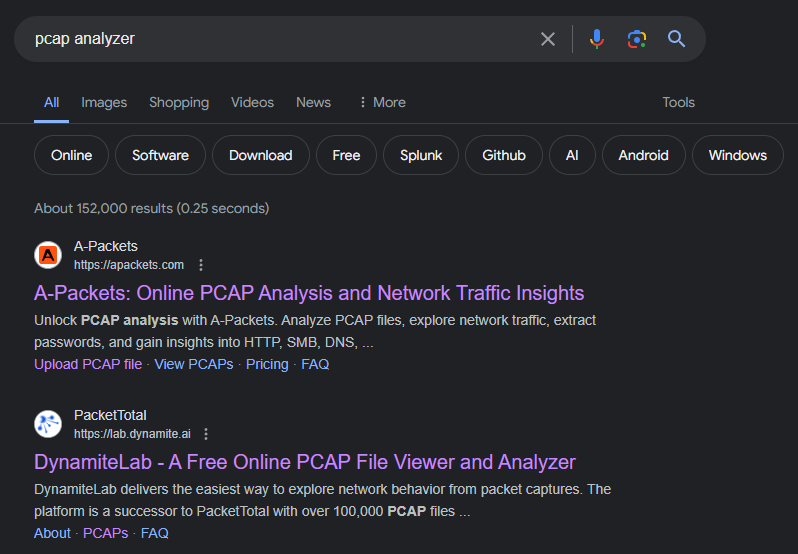 pcap analyzer
All Images Shopping Videos News More Tools
Online Software Download Free Splunk Github AI Android Windows
About 152,000 results (0.25 seconds)
A-Packets
https://apackets.com
A-Packets: Online PCAP Analysis and Network Traffic Insights
Unlock PCAP analysis with A-Packets. Analyze PCAP files, explore network traffic, extract
passwords, and gain insights into HTTP, SMB, DNS, ...
Upload PCAP file · View PCAPs · Pricing · FAQ
PacketTotal
https://lab.dynamite.ai
DynamiteLab - A Free Online PCAP File Viewer and Analyzer
DynamiteLab delivers the easiest way to explore network behavior from packet captures. The
platform is a successor to PacketTotal with over 100,000 PCAP files ...
About · PCAPs · FAQ